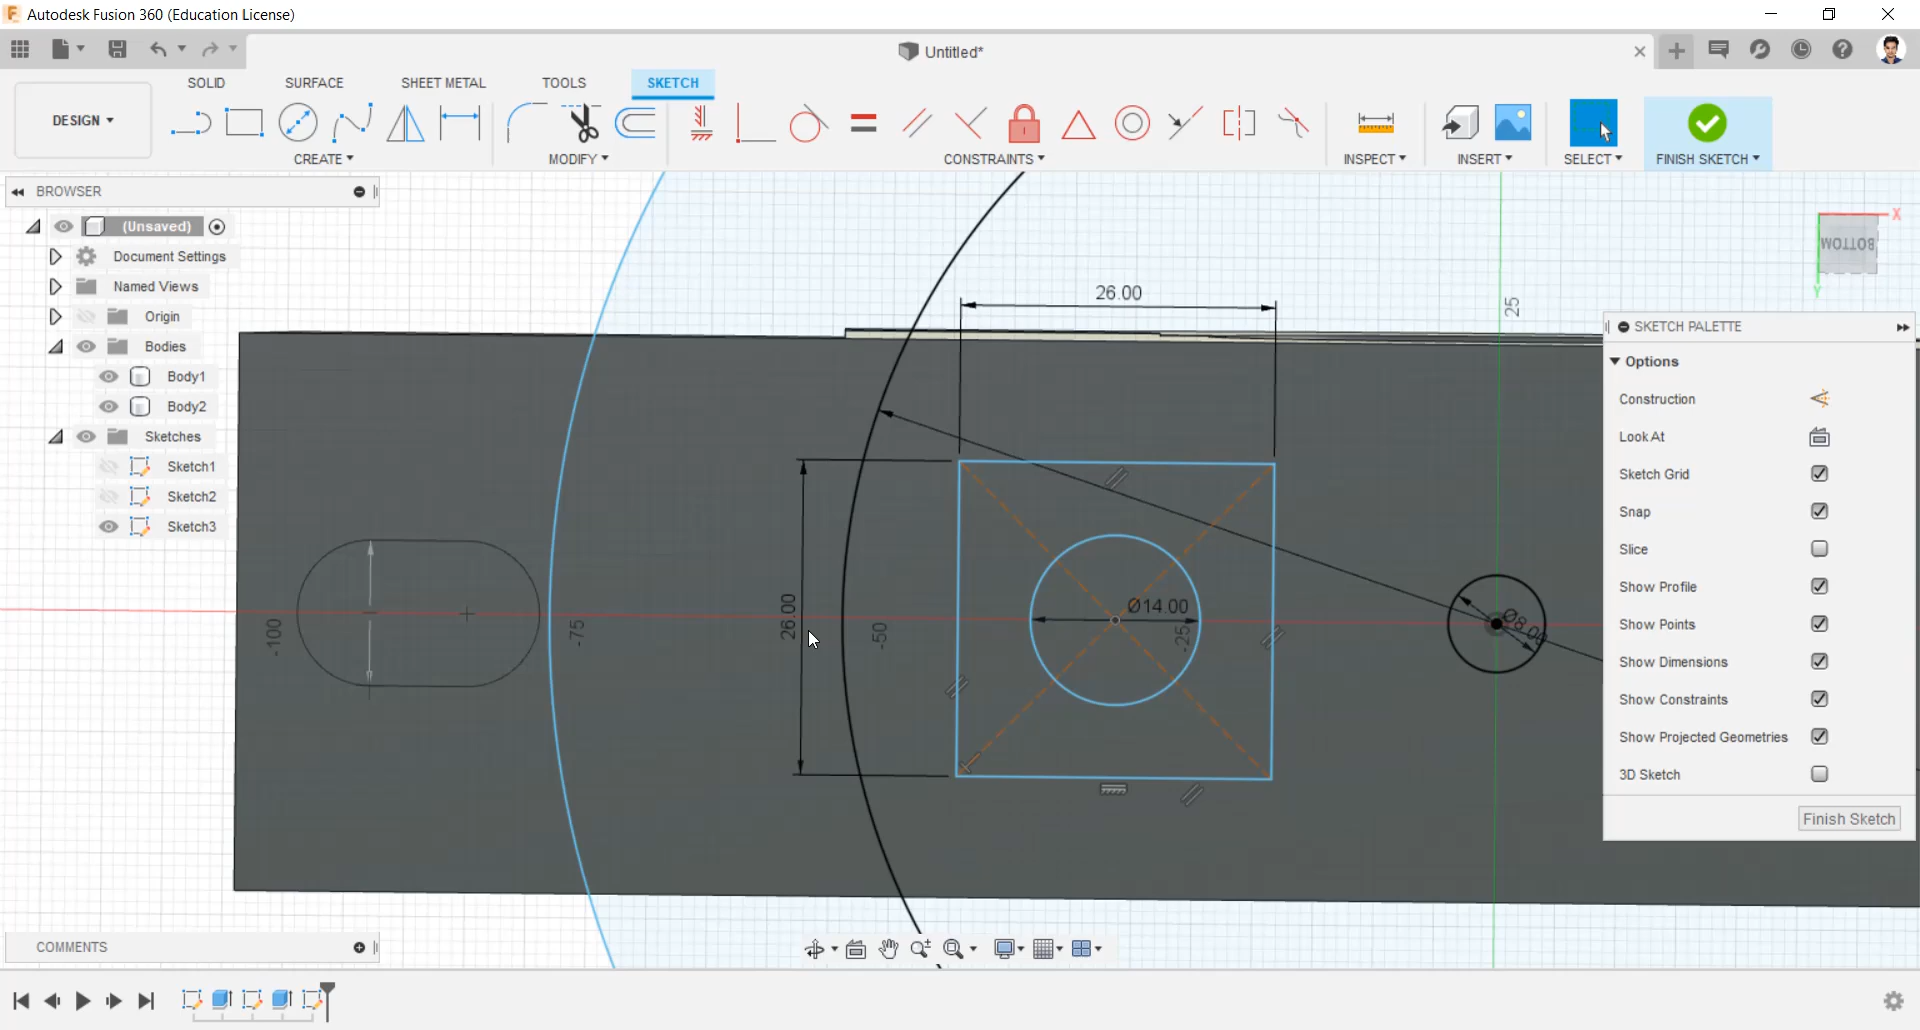 Autodesk Fusion 360 (Education License)
Untitled*
SOLID
SURFACE
SHEET METAL
TOOLS
SKETCH
DESIGN
CREATE
MODIFY
CONSTRAINTS
INSPECT
INSERT
SELECT
FINISH SKETCH
BROWSER
(Unsaved)
Document Settings
Named Views
Origin
Bodies
Body1
Body2
Sketches
Sketch1
Sketch2
Sketch3
X
BOTTOM
Y
26.00
25
26.00
Ø14.00
Ø8.00
-100
-75
-50
-25
SKETCH PALETTE
Options
Construction
Look At
Sketch Grid
Snap
Slice
Show Profile
Show Points
Show Dimensions
Show Constraints
Show Projected Geometries
3D Sketch
Finish Sketch
COMMENTS